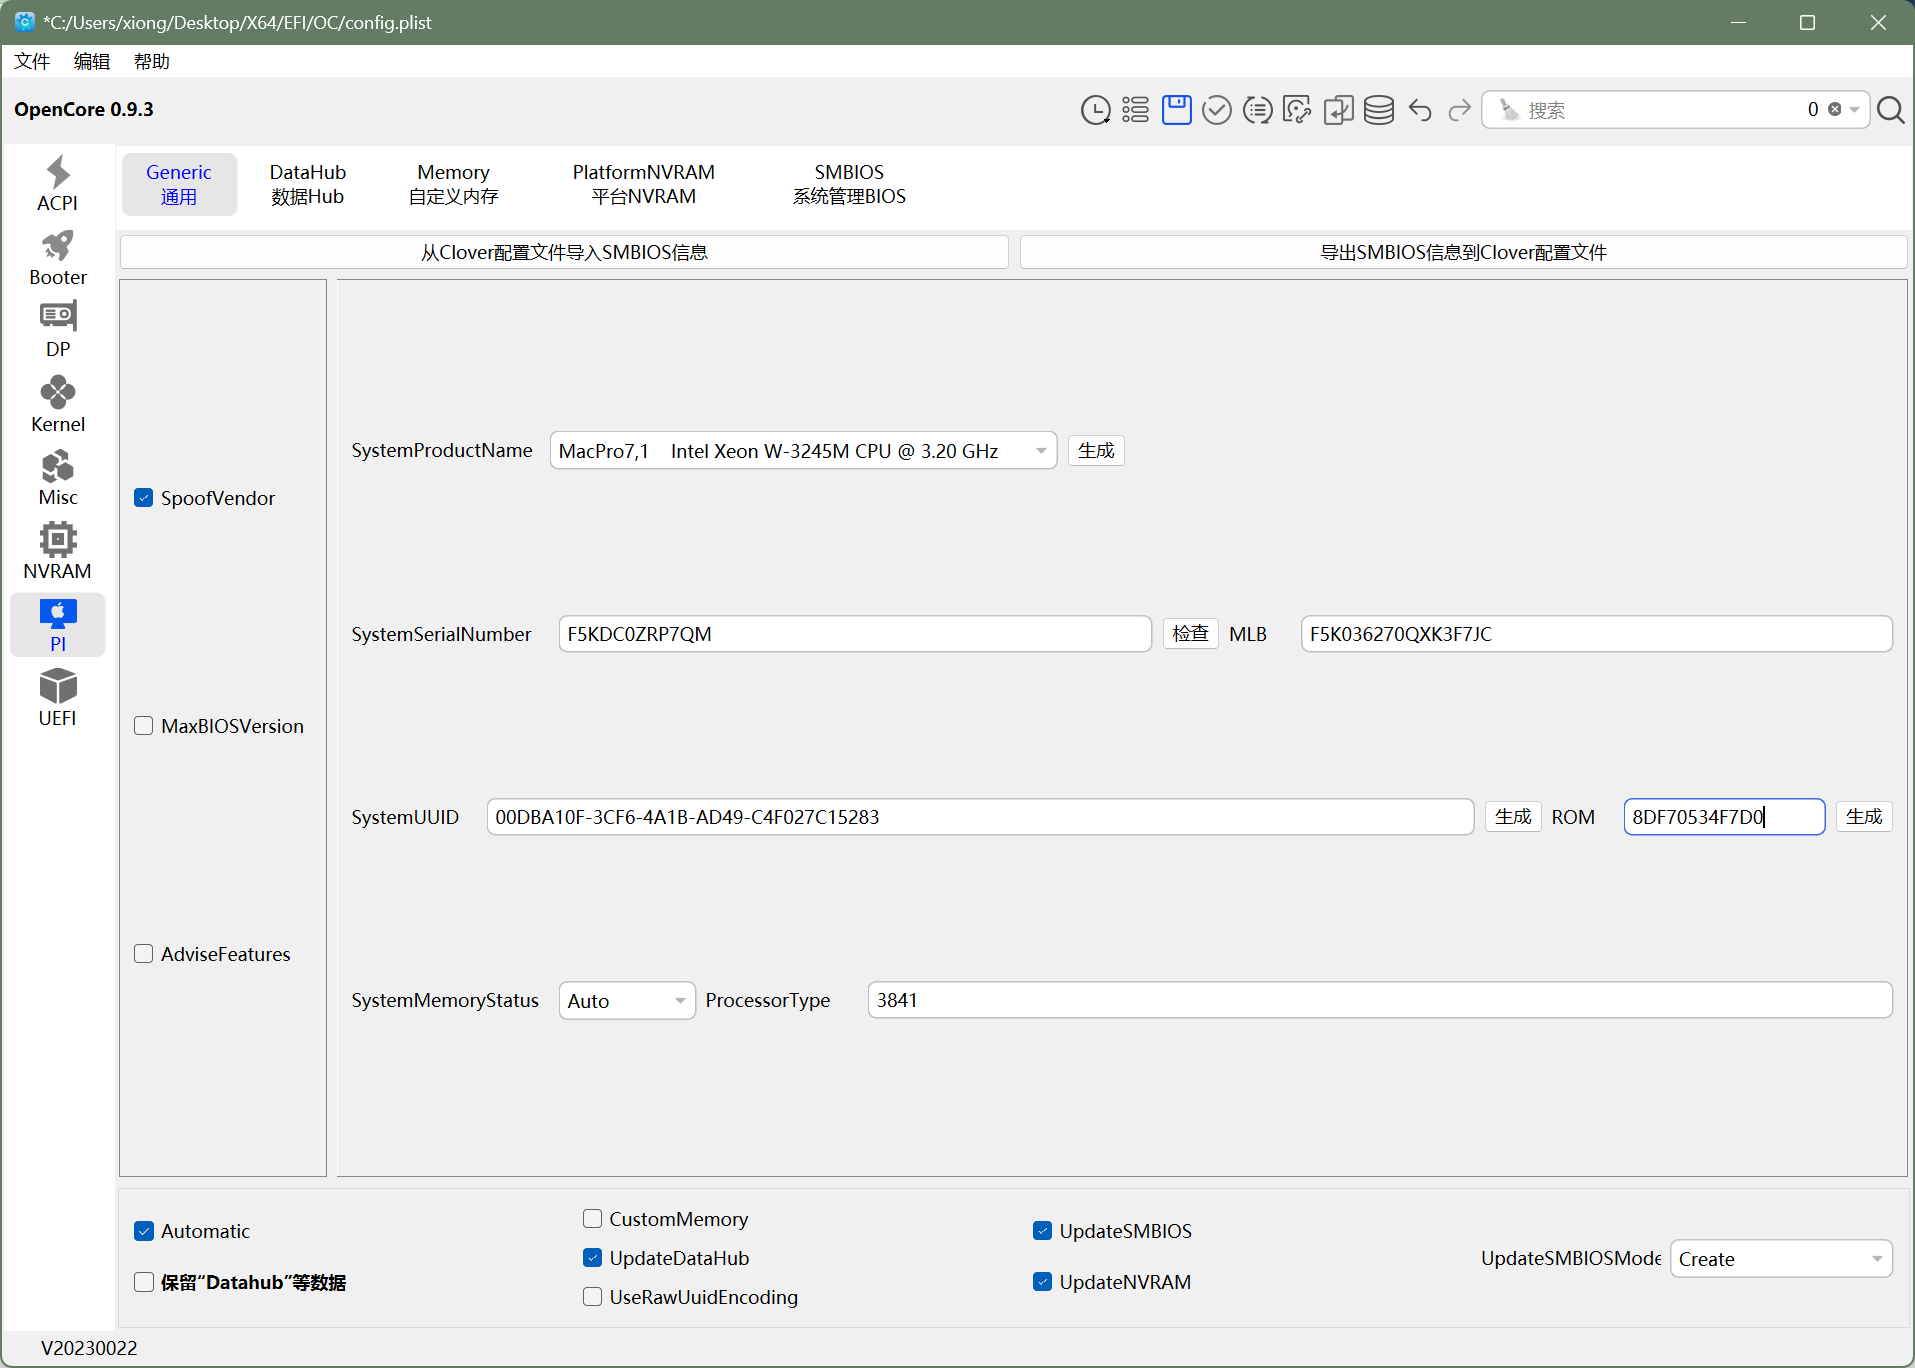 *C:/Users/xiong/Desktop/X64/EFI/OC/config.plist
文件 编辑 帮助
OpenCore 0.9.3
搜索 0
ACPI
Booter
DP
Kernel
Misc
NVRAM
PI
UEFI
Generic
通用
DataHub
数据Hub
Memory
自定义内存
PlatformNVRAM
平台NVRAM
SMBIOS
系统管理BIOS
从Clover配置文件导入SMBIOS信息
导出SMBIOS信息到Clover配置文件
SpoofVendor
MaxBIOSVersion
AdviseFeatures
SystemProductName MacPro7,1 Intel Xeon W-3245M CPU @ 3.20 GHz 生成
SystemSerialNumber F5KDC0ZRP7QM 检查 MLB F5K036270QXK3F7JC
SystemUUID 00DBA10F-3CF6-4A1B-AD49-C4F027C15283 生成 ROM 8DF70534F7D0 生成
SystemMemoryStatus Auto ProcessorType 3841
Automatic
保留“Datahub”等数据
CustomMemory
UpdateDataHub
UseRawUuidEncoding
UpdateSMBIOS
UpdateNVRAM
UpdateSMBIOSMode Create
V20230022